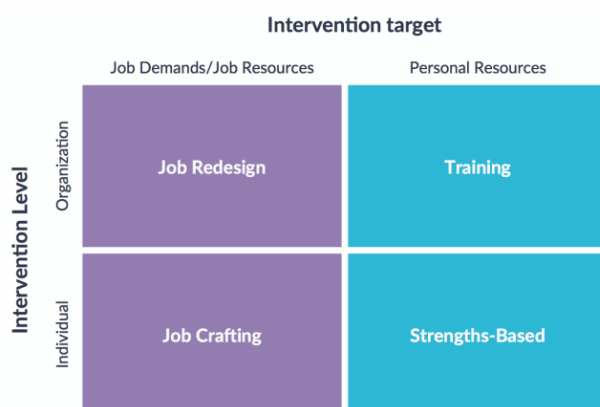 Intervention target
Job Demands/Job Resources
Personal Resources
Intervention Level
Organization
Job Redesign
Training
Individual
Job Crafting
Strengths-Based